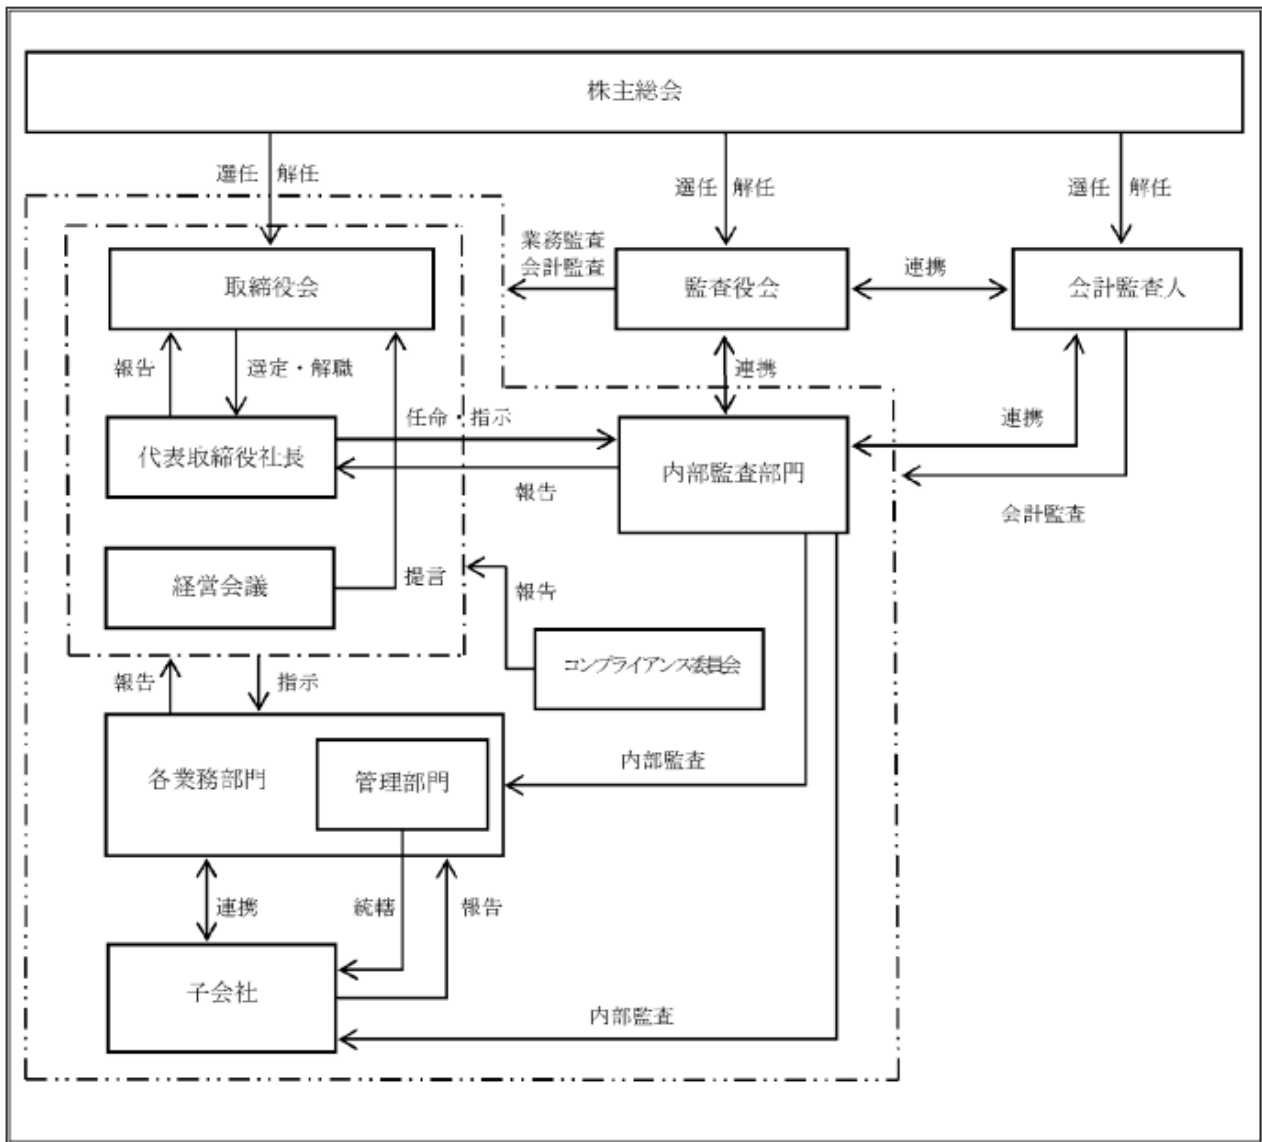 株主総会
選任 解任
選任 解任
選任 解任
業務監査
会計監査
取締役会
監査役会
連携
会計監査人
報告
選定・解職
連携
任命・指示
連携
代表取締役社長
内部監査部門
報告
会計監査
経営会議
提言
報告
コンプライアンス委員会
報告
指示
内部監査
各業務部門
管理部門
連携
統轄
報告
子会社
内部監査